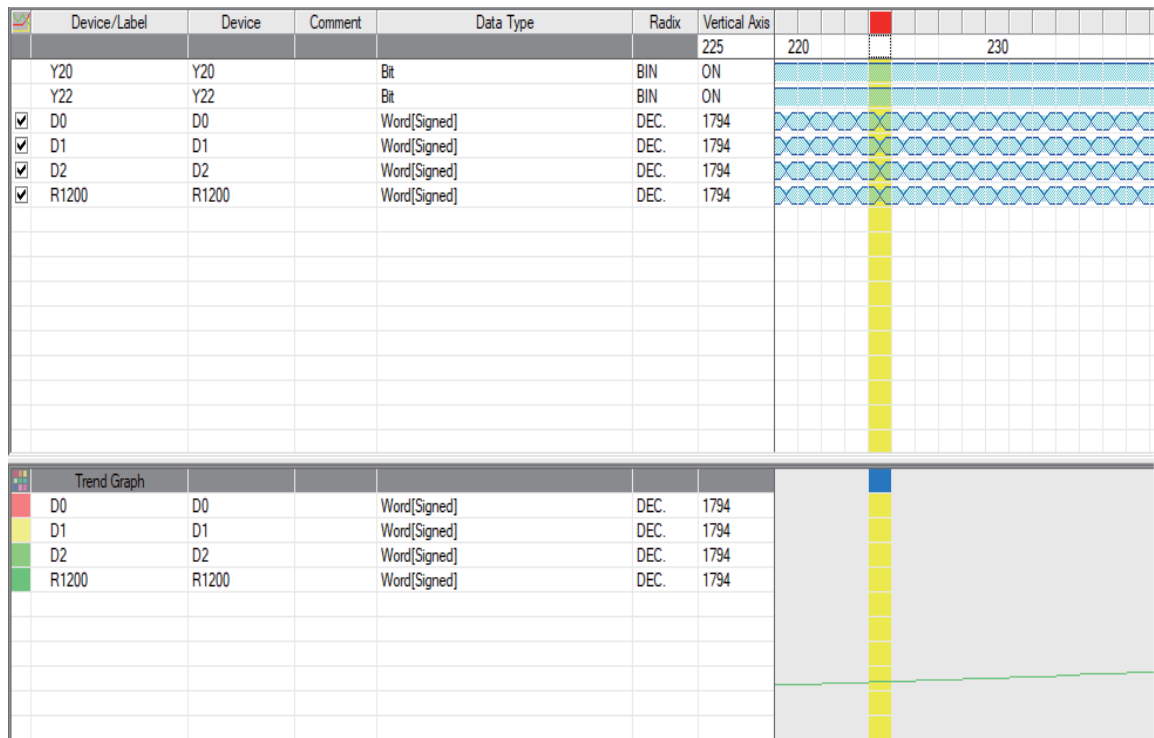 Device/Label Device Comment Data Type Radix Vertical Axis
225 220 230
Y20 Y20 Bit BIN ON
Y22 Y22 Bit BIN ON
D0 D0 Word[Signed] DEC. 1794
D1 D1 Word[Signed] DEC. 1794
D2 D2 Word[Signed] DEC. 1794
R1200 R1200 Word[Signed] DEC. 1794
Trend Graph
D0 D0 Word[Signed] DEC. 1794
D1 D1 Word[Signed] DEC. 1794
D2 D2 Word[Signed] DEC. 1794
R1200 R1200 Word[Signed] DEC. 1794